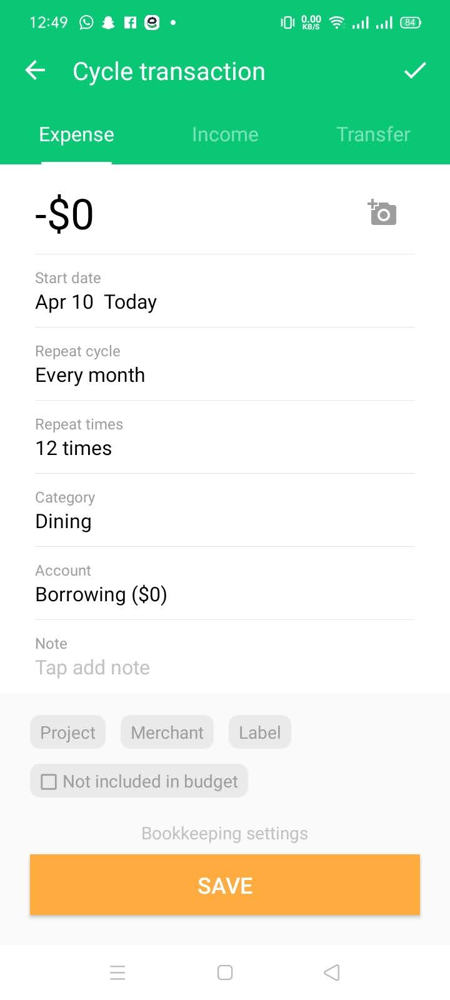 12:49 0.00 KB/S 84
Cycle transaction
Expense Income Transfer
-$0
Start date
Apr 10 Today
Repeat cycle
Every month
Repeat times
12 times
Category
Dining
Account
Borrowing ($0)
Note
Tap add note
Project Merchant Label
Not included in budget
Bookkeeping settings
SAVE